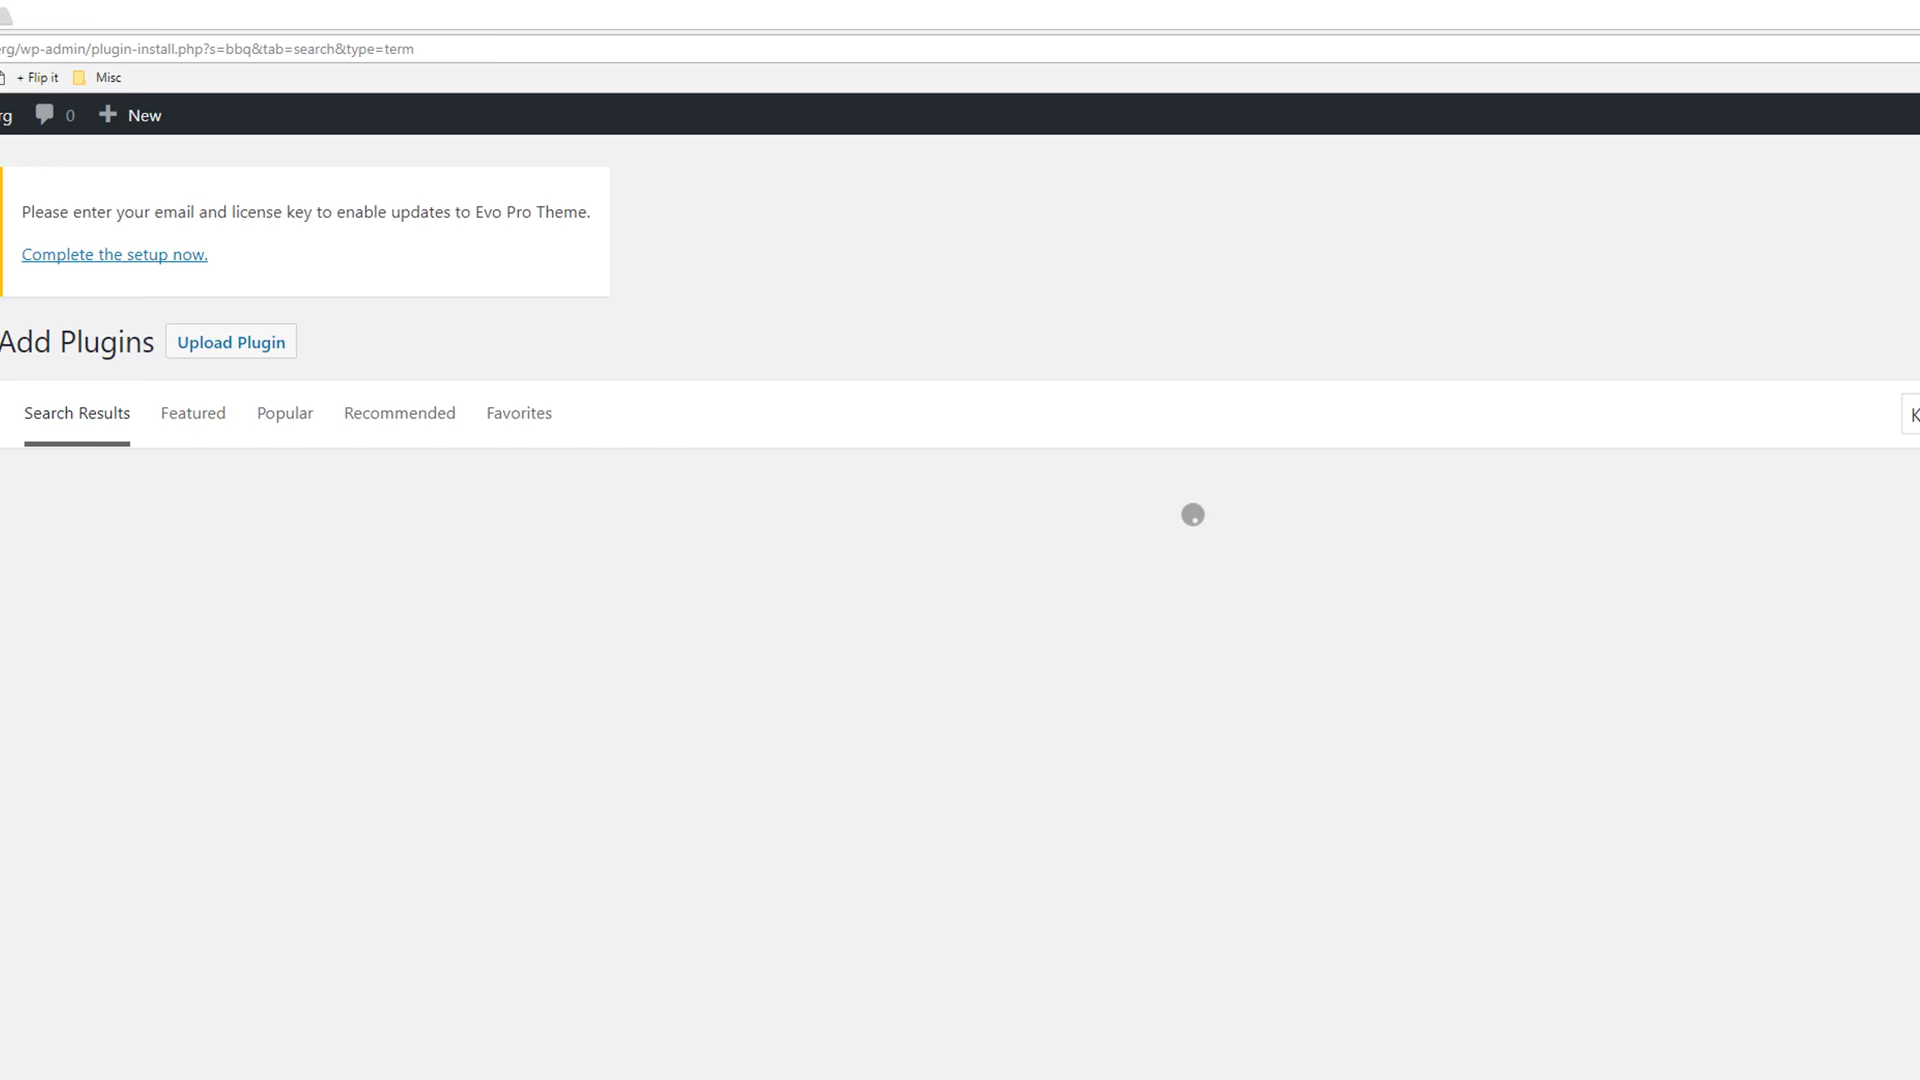 erg/wp-admin/plugin-install.php?s=bbq&tab=search&type=term
+ Flip it Misc
rg 0 New
Please enter your email and license key to enable updates to Evo Pro Theme.
Complete the setup now.
Add Plugins Upload Plugin
Search Results Featured Popular Recommended Favorites K